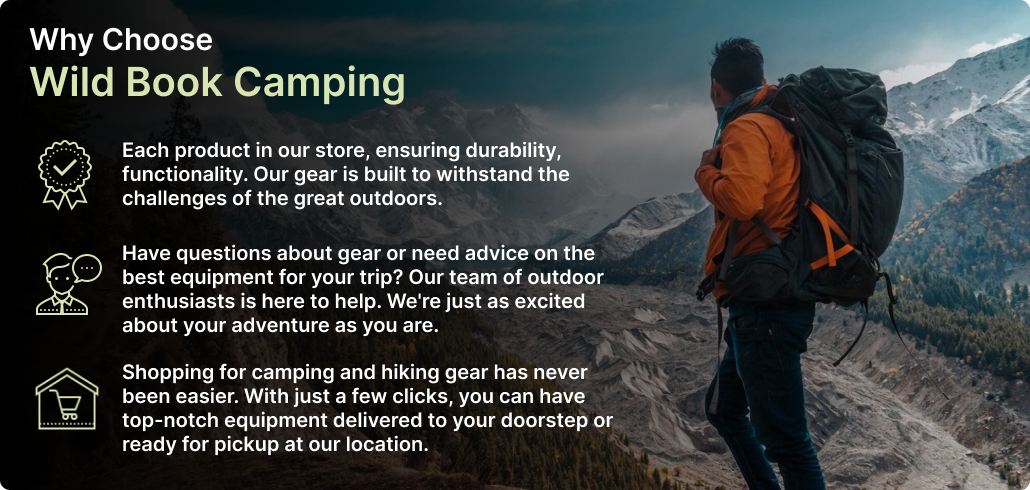 Why Choose
Wild Book Camping
Each product in our store, ensuring durability,
functionality. Our gear is built to withstand the
challenges of the great outdoors.
Have questions about gear or need advice on the
best equipment for your trip? Our team of outdoor
enthusiasts is here to help. We're just as excited
about your adventure as you are.
Shopping for camping and hiking gear has never
been easier. With just a few clicks, you can have
top-notch equipment delivered to your doorstep or
ready for pickup at our location.